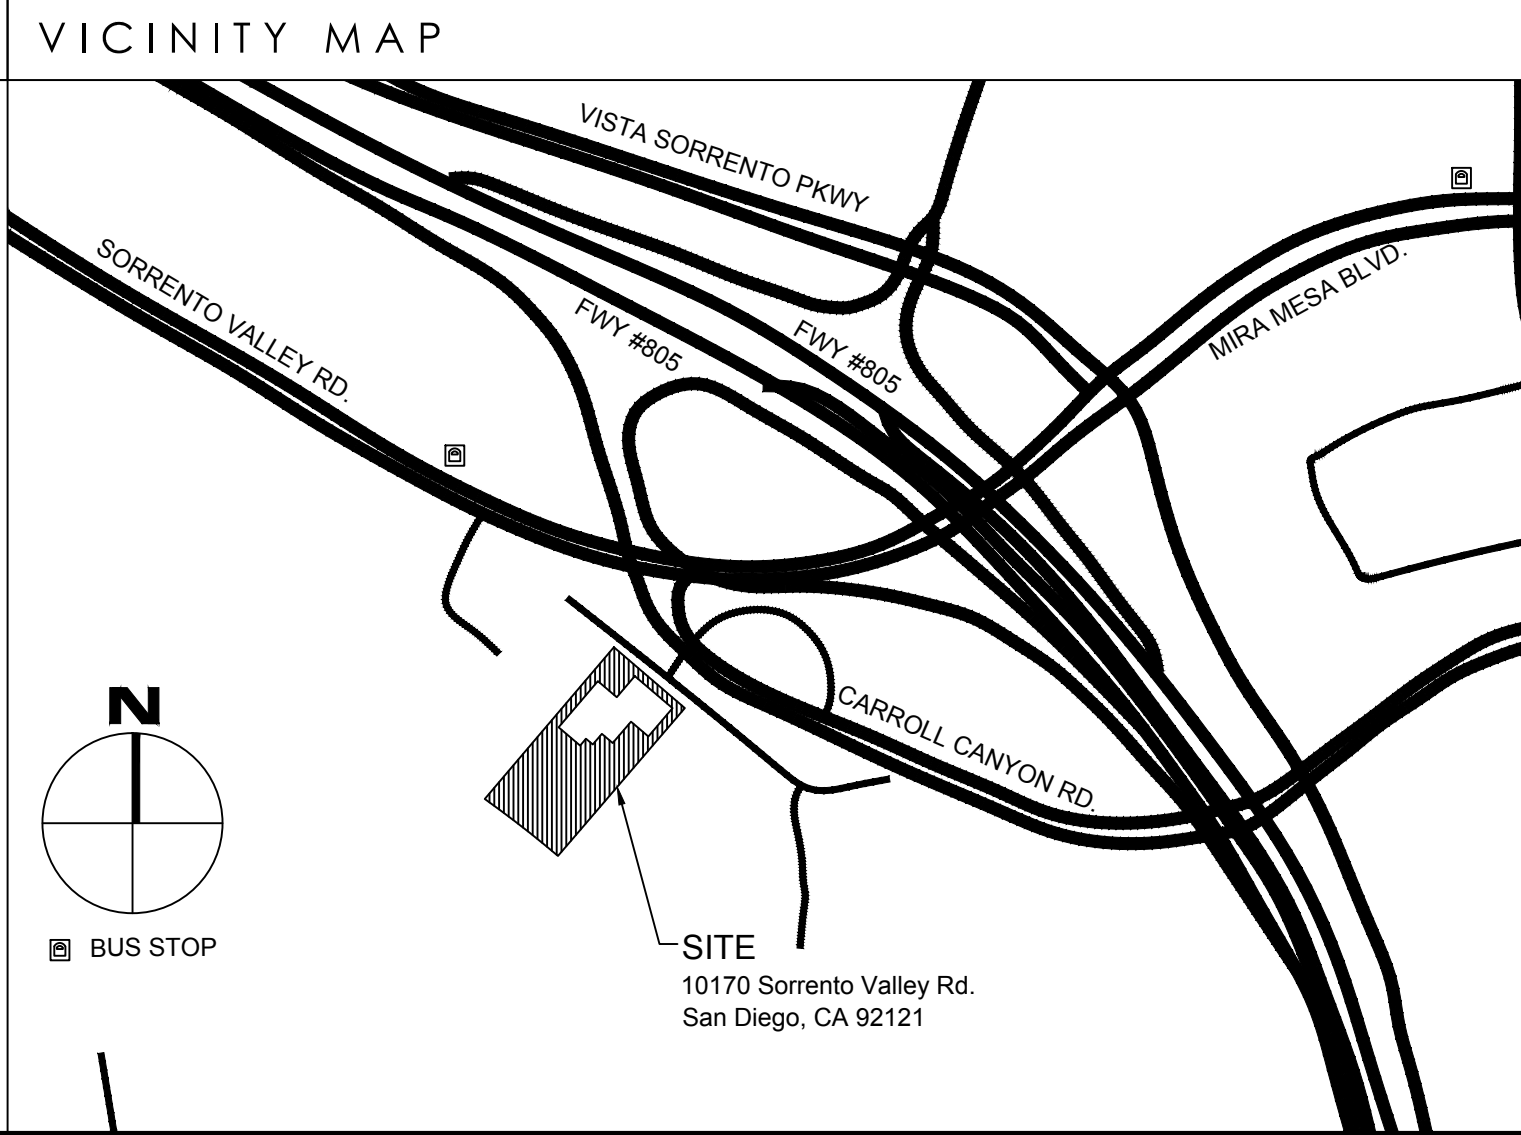 VICINITY MAP
VISTA SORRENTO PKWY
SORRENTO VALLEY RD.
MIRA MESA BLVD.
FWY #805
FWY #805
N
CARROLL CANYON RD.
BUS STOP
SITE
10170 Sorrento Valley Rd.
San Diego, CA 92121